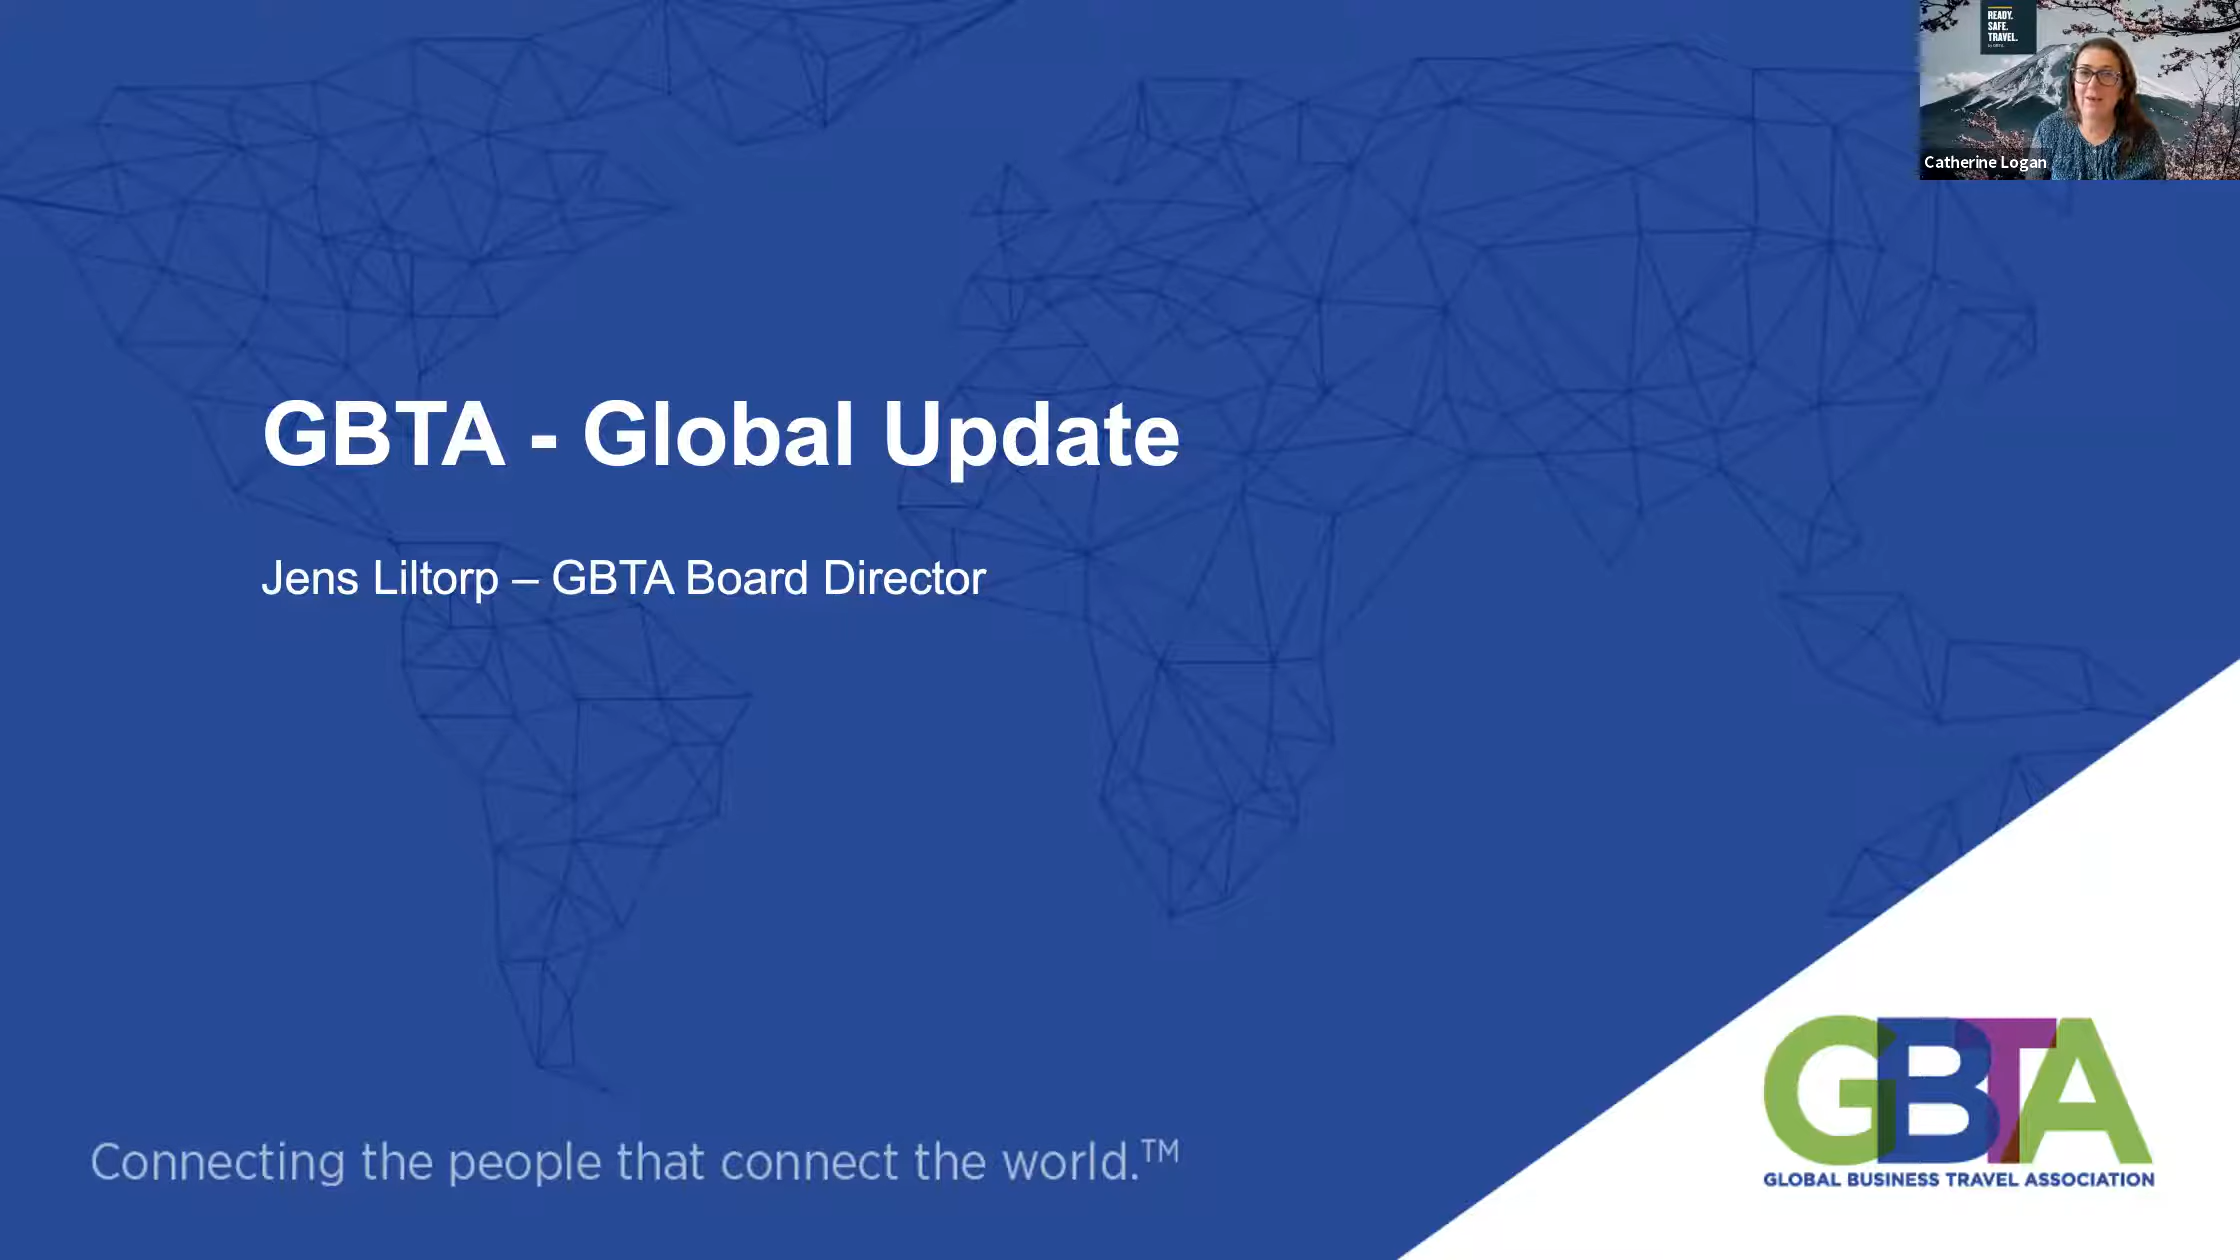 READY.
SAFE.
TRAVEL.
Catherine Logan
GBTA - Global Update
Jens Liltorp – GBTA Board Director
Connecting the people that connect the world.™
GBTA
GLOBAL BUSINESS TRAVEL ASSOCIATION